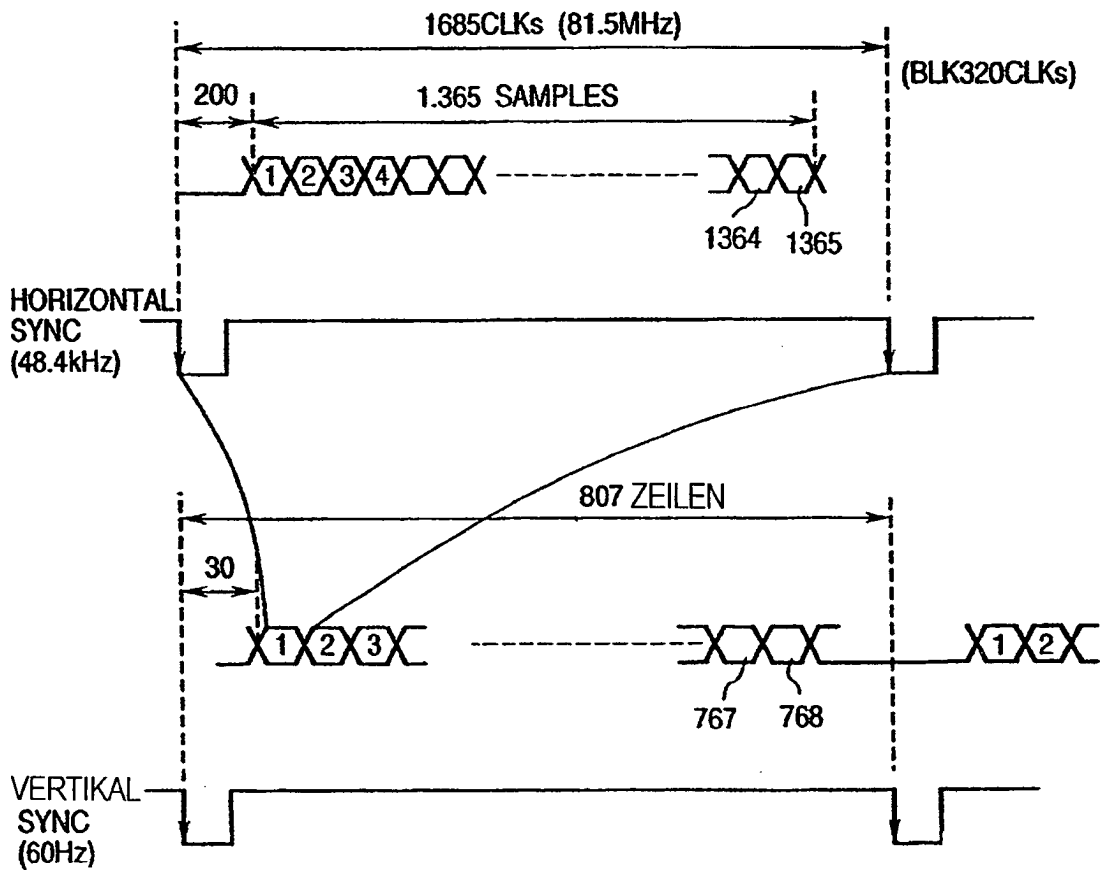 1685CLKs (81.5MHz)
(BLK320CLKs)
200
1.365 SAMPLES
1 2 3 4
1364 1365
HORIZONTAL
SYNC
(48.4kHz)
807 ZEILEN
30
1 2 3
1 2
767 768
VERTIKAL
SYNC
(60Hz)